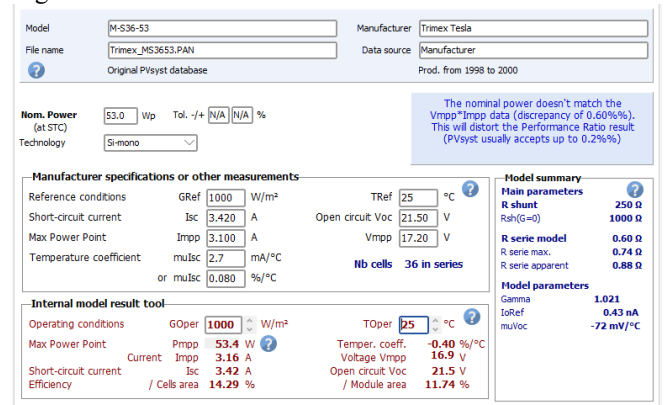 Model M-S36-53 Manufacturer Trimex Tesla
File name Trimex_MS3653.PAN Data source Manufacturer
? Original PVsyst database Prod. from 1998 to 2000
Nom. Power 53.0 Wp Tol. -/+ N/A N/A %
(at STC)
Technology Si-mono
The nominal power doesn't match the
Vmpp*Impp data (discrepancy of 0.60%%).
This will distort the Performance Ratio result
(PVsyst usually accepts up to 0.2%%)
Manufacturer specifications or other measurements
Reference conditions GRef 1000 W/m² TRef 25 °C ?
Short-circuit current Isc 3.420 A Open circuit Voc 21.50 V
Max Power Point Impp 3.100 A Vmpp 17.20 V
Temperature coefficient muIsc 2.7 mA/°C Nb cells 36 in series
or muIsc 0.080 %/°C
Internal model result tool
Operating conditions GOper 1000 W/m² TOper 25 °C ?
Max Power Point Pmpp 53.4 W ? Temper. coeff. -0.40 %/°C
Current Impp 3.16 A Voltage Vmpp 16.9 V
Short-circuit current Isc 3.42 A Open circuit Voc 21.5 V
Efficiency / Cells area 14.29 % / Module area 11.74 %
Model summary
Main parameters ?
R shunt 250 Ω
Rsh(G=0) 1000 Ω
R serie model 0.60 Ω
R serie max. 0.74 Ω
R serie apparent 0.88 Ω
Model parameters
Gamma 1.021
IoRef 0.43 nA
muVoc -72 mV/°C